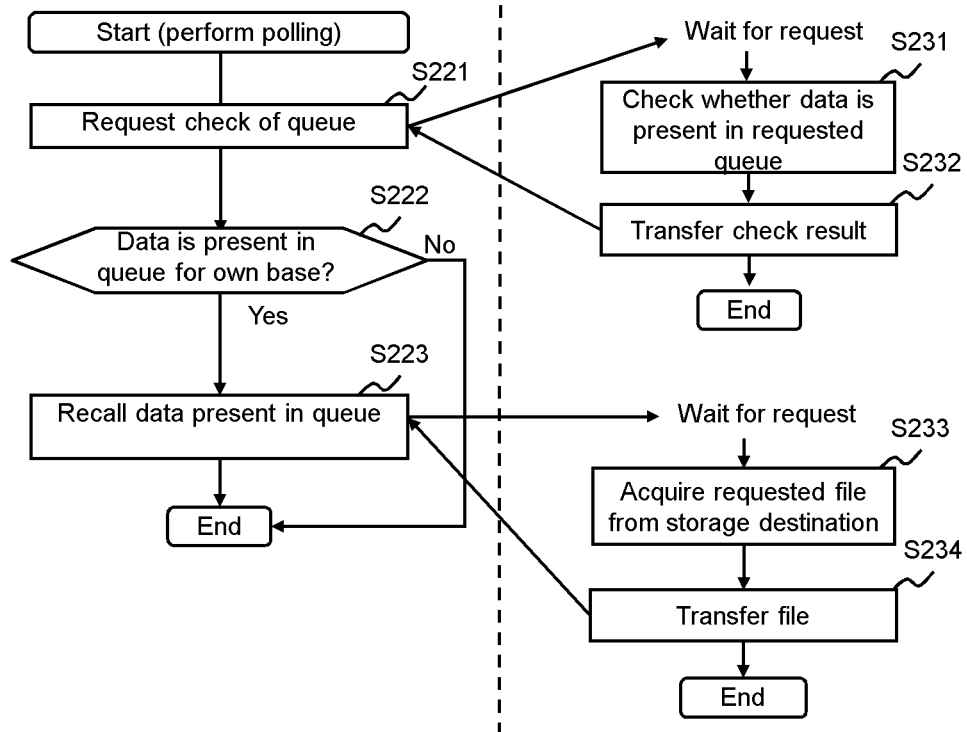 Start (perform polling)
S221
Request check of queue
S222
Data is present in
queue for own base?
No
Yes
S223
Recall data present in queue
End
Wait for request
S231
Check whether data is
present in requested
queue
S232
Transfer check result
End
Wait for request
S233
Acquire requested file
from storage destination
S234
Transfer file
End